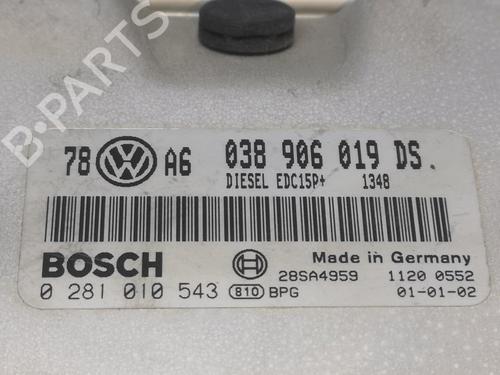 B-PARTS
78 VW A6 038 906 019 DS.
DIESEL EDC15P+ 1348
BOSCH
Made in Germany
28SA4959 1120 0552
0 281 010 543 810 BPG 01-01-02